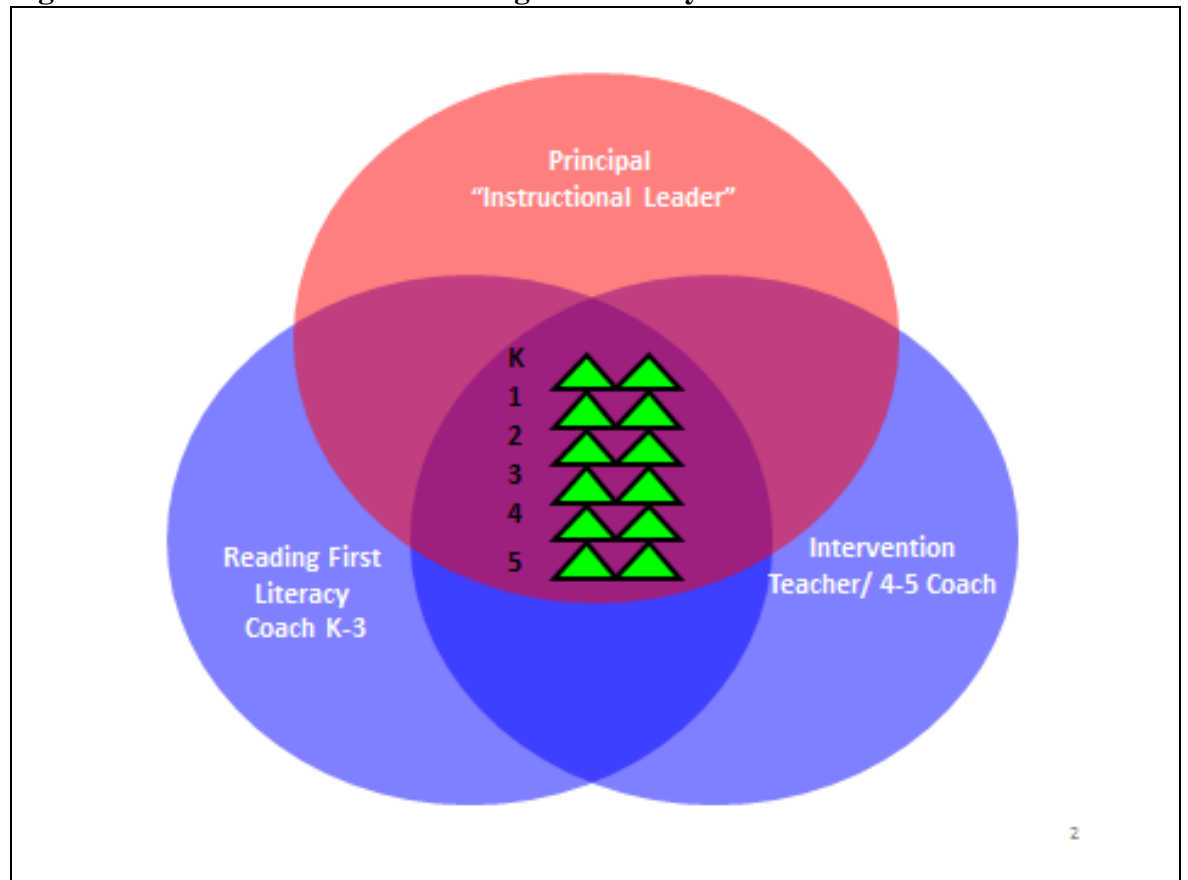 Principal
“Instructional Leader”
K
1
2
3
4
5
Reading First
Literacy
Coach K-3
Intervention
Teacher/ 4-5 Coach
2